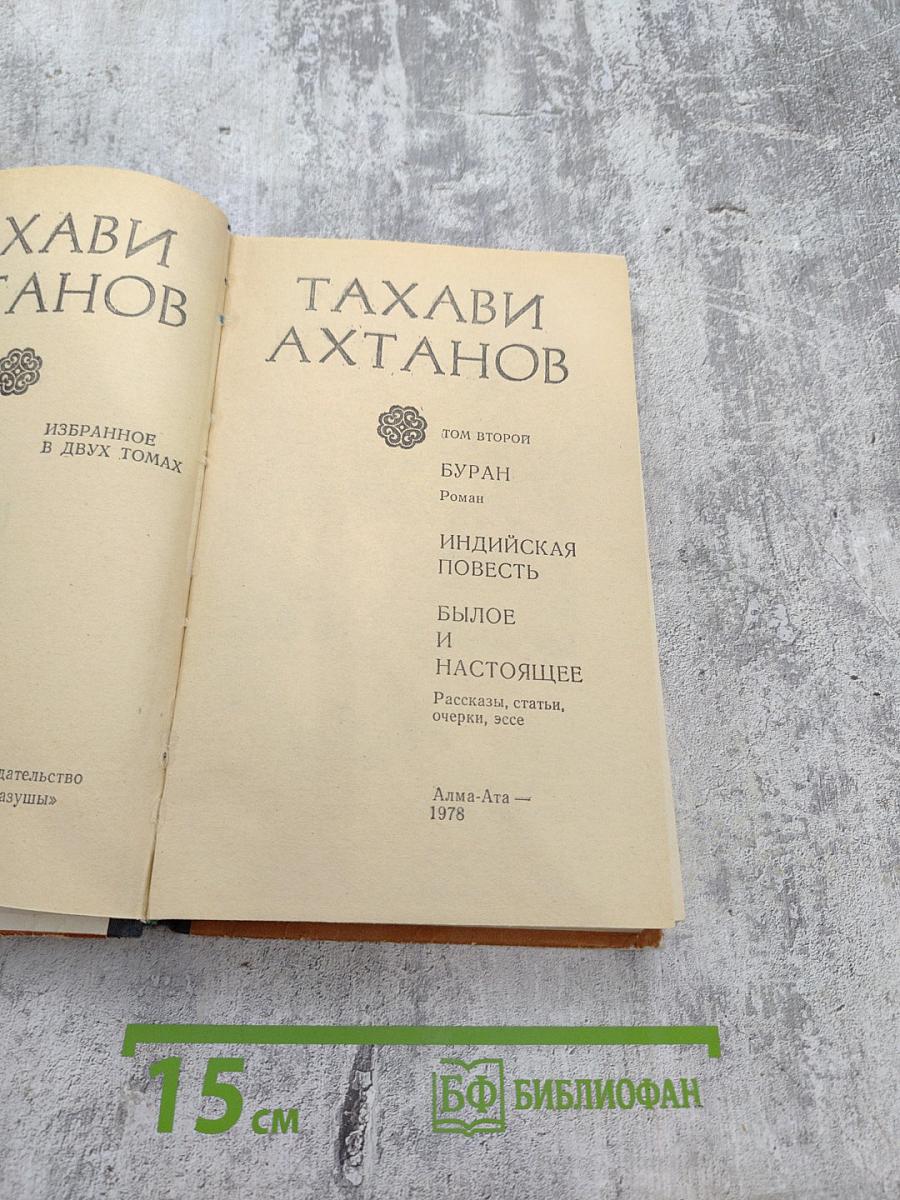 ХАВИ
ТАНОВ
ИЗБРАННОЕ
В ДВУХ ТОМАХ
дательство
азушы»
ТАХАВИ
АХТАНОВ
ТОМ ВТОРОЙ
БУРАН
Роман
ИНДИЙСКАЯ
ПОВЕСТЬ
БЫЛОЕ
И
НАСТОЯЩЕЕ
Рассказы, статьи,
очерки, эссе
Алма-Ата —
1978
15 см
БФ БИБЛИОФАН